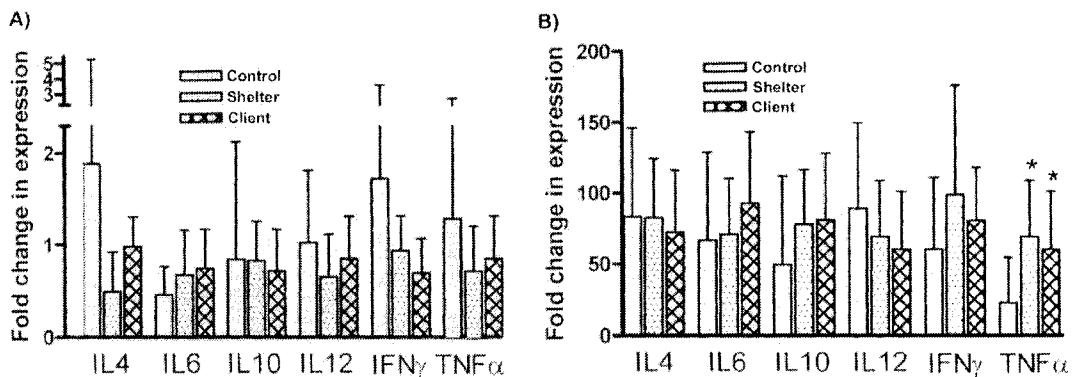 A)
Fold change in expression
5
4
3
2
1
0
Control
Shelter
Client
IL4 IL6 IL10 IL12 IFNγ TNFα
B)
Fold change in expression
200
150
100
50
0
Control
Shelter
Client
* *
IL4 IL6 IL10 IL12 IFNγ TNFα